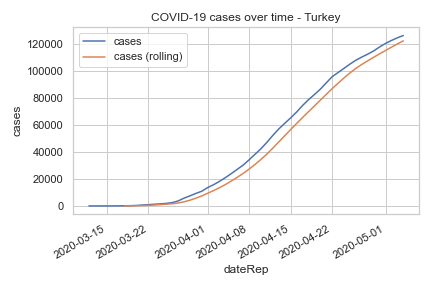 COVID-19 cases over time - Turkey
cases
cases (rolling)
120000
100000
80000
60000
40000
20000
0
cases
2020-03-15
2020-03-22
2020-04-01
2020-04-08
2020-04-15
2020-04-22
2020-05-01
dateRep